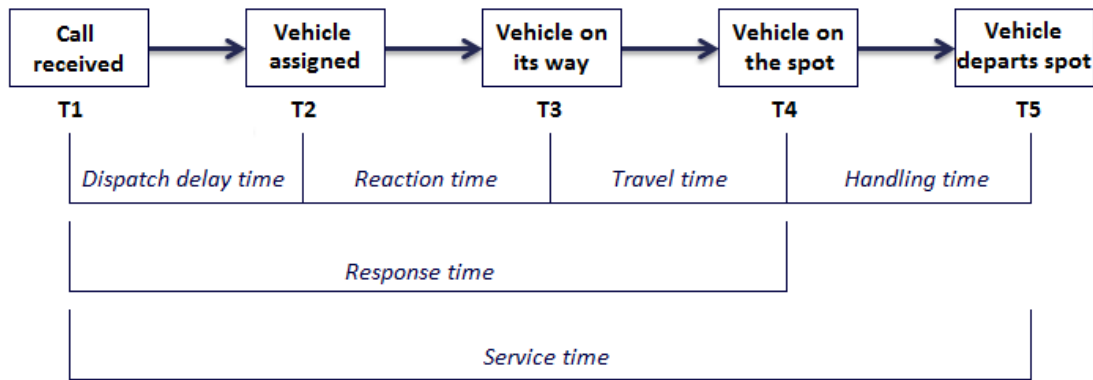 Call
received
Vehicle
assigned
Vehicle on
its way
Vehicle on
the spot
Vehicle
departs spot
T1
T2
T3
T4
T5
Dispatch delay time
Reaction time
Travel time
Handling time
Response time
Service time